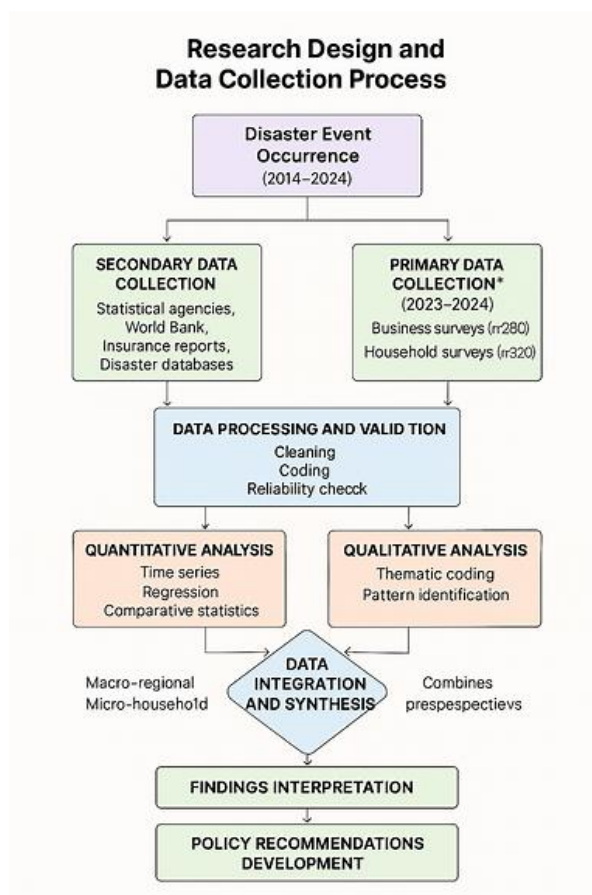 Research Design and
Data Collection Process
Disaster Event
Occurrence
(2014–2024)
SECONDARY DATA
COLLECTION
Statistical agencies,
World Bank,
Insurance reports,
Disaster databases
PRIMARY DATA
COLLECTION*
(2023–2024)
Business surveys (rr280)
Household surveys (rr320)
DATA PROCESSING AND VALID TION
Cleaning
Coding
Reliability checck
QUANTITATIVE ANALYSIS
Time series
Regression
Comparative statistics
QUALITATIVE ANALYSIS
Thematic coding
Pattern identification
Macro-regional
Micro-househo1d
DATA
INTEGRATION
AND SYNTHESIS
Combines
prespespectievs
FINDINGS INTERPRETATION
POLICY RECOMMENDATIONS
DEVELOPMENT